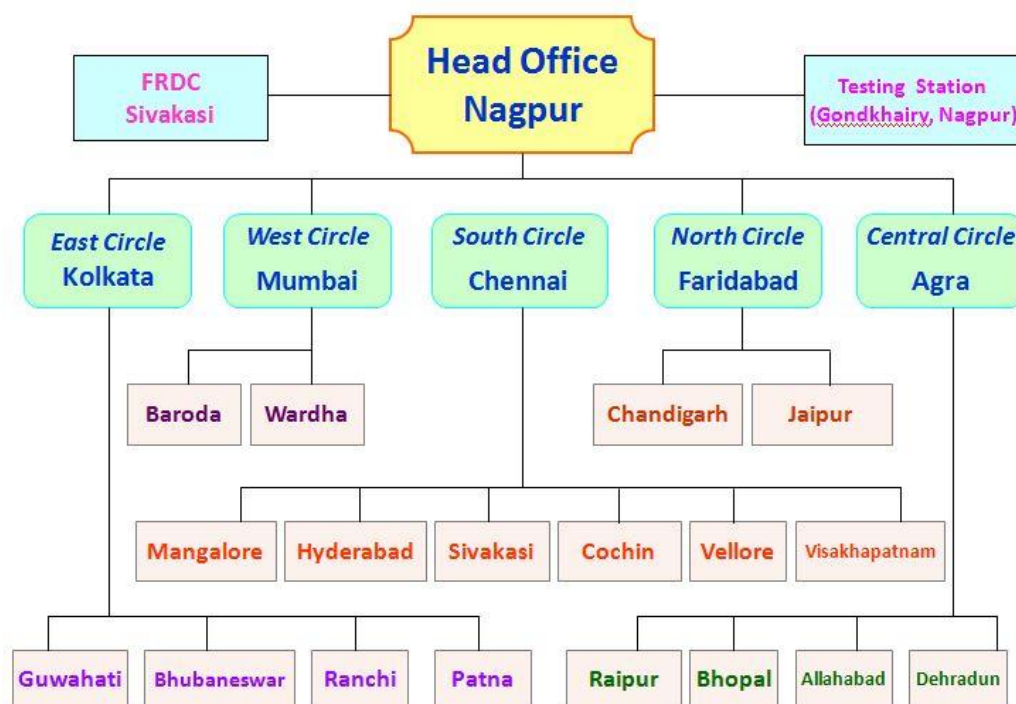 Head Office
Nagpur
FRDC
Sivakasi
Testing Station
(Gondkhairy, Nagpur)
East Circle
Kolkata
West Circle
Mumbai
South Circle
Chennai
North Circle
Faridabad
Central Circle
Agra
Baroda
Wardha
Chandigarh
Jaipur
Mangalore
Hyderabad
Sivakasi
Cochin
Vellore
Visakhapatnam
Guwahati
Bhubaneswar
Ranchi
Patna
Raipur
Bhopal
Allahabad
Dehradun